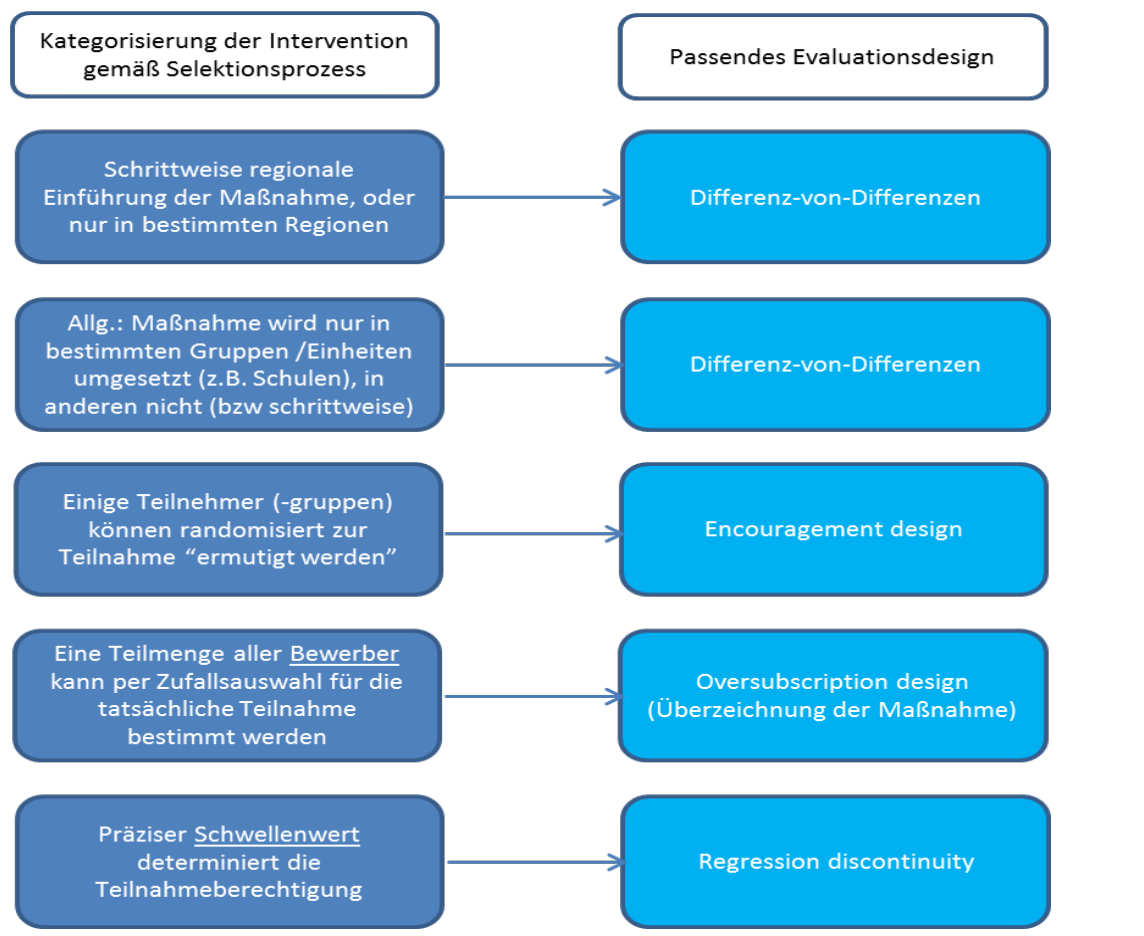 Kategorisierung der Intervention
gemäß Selektionsprozess
Passendes Evaluationsdesign
Schrittweise regionale
Einführung der Maßnahme, oder
nur in bestimmten Regionen
Differenz-von-Differenzen
Allg.: Maßnahme wird nur in
bestimmten Gruppen /Einheiten
umgesetzt (z.B. Schulen), in
anderen nicht (bzw schrittweise)
Differenz-von-Differenzen
Einige Teilnehmer (-gruppen)
können randomisiert zur
Teilnahme “ermutigt werden”
Encouragement design
Eine Teilmenge aller Bewerber
kann per Zufallsauswahl für die
tatsächliche Teilnahme
bestimmt werden
Oversubscription design
(Überzeichnung der Maßnahme)
Präziser Schwellenwert
determiniert die
Teilnahmeberechtigung
Regression discontinuity